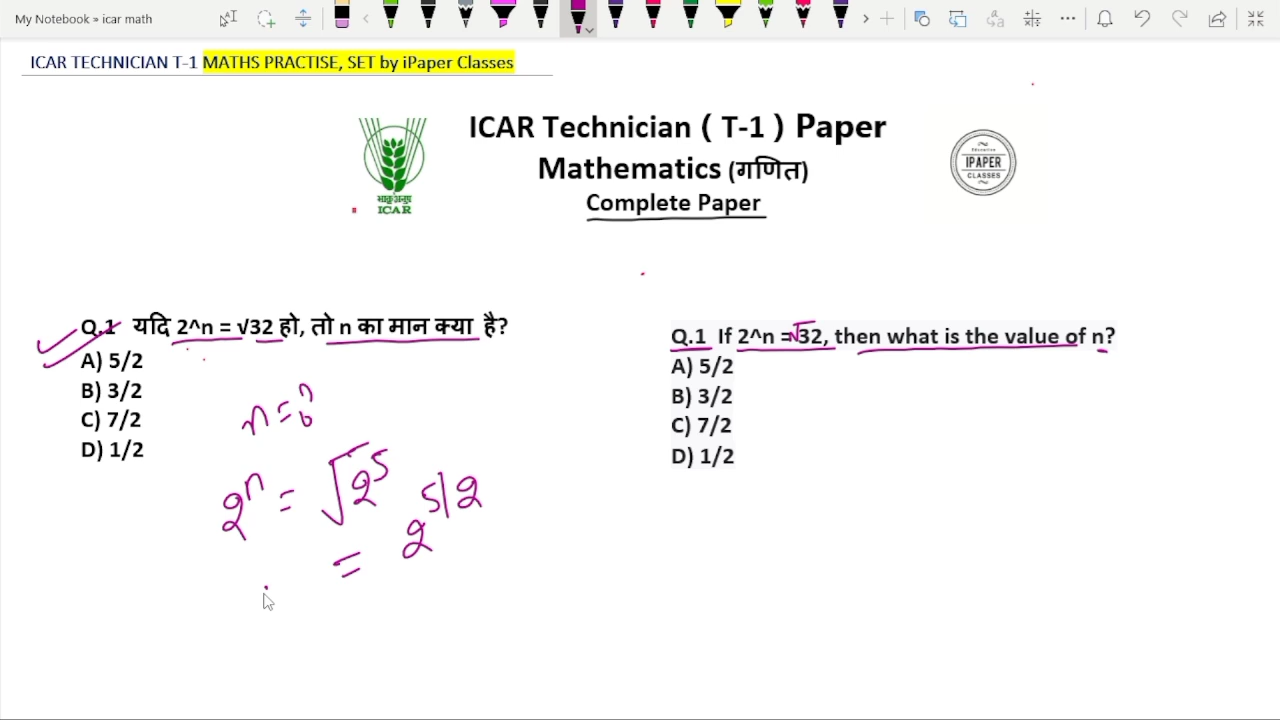 My Notebook » icar math
ICAR TECHNICIAN T-1 MATHS PRACTISE, SET by iPaper Classes
ICAR Technician ( T-1 ) Paper
Mathematics (गणित)
Complete Paper
भाकृअनुप
ICAR
Education
IPAPER
CLASSES
Q.1 यदि 2^n = √32 हो, तो n का मान क्या है?
A) 5/2
B) 3/2
C) 7/2
D) 1/2
n = ?
2^n = √2^5
= 2^5/2
Q.1 If 2^n = √32, then what is the value of n?
A) 5/2
B) 3/2
C) 7/2
D) 1/2